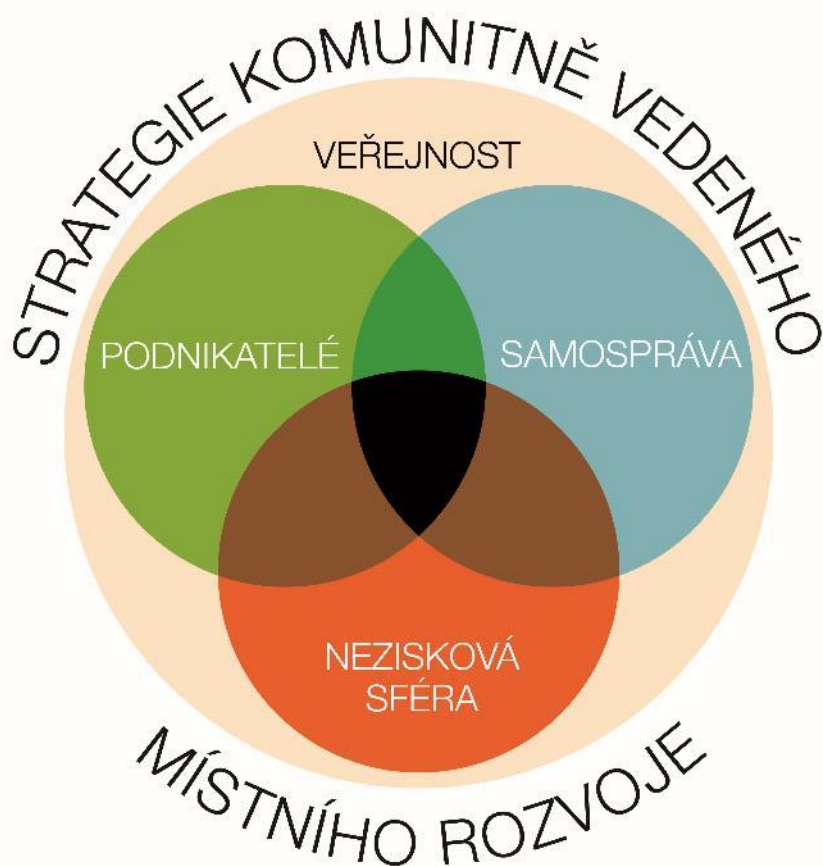 STRATEGIE KOMUNITNĚ VEDENÉHO
VEŘEJNOST
PODNIKATELÉ
SAMOSPRÁVA
NEZISKOVÁ
SFÉRA
MÍSTNÍHO ROZVOJE